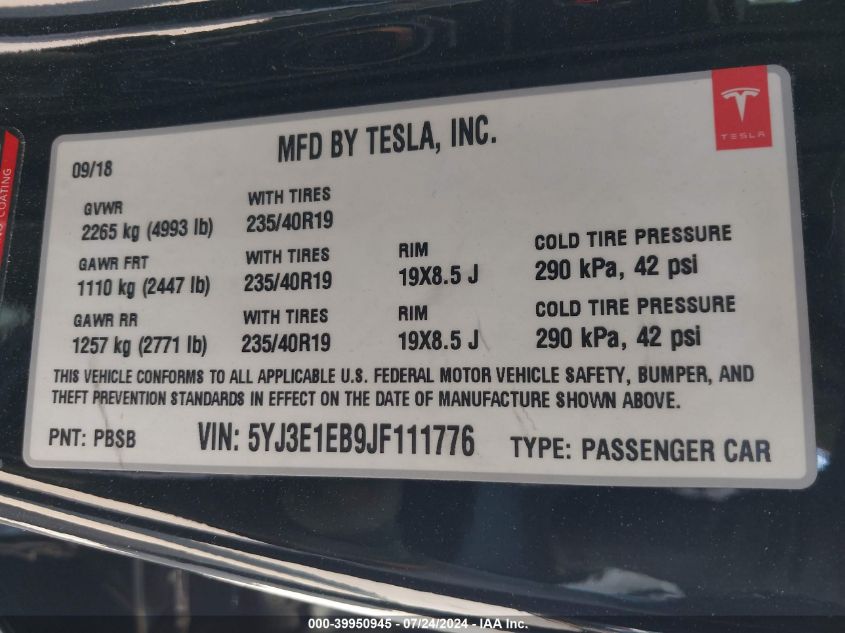 MFD BY TESLA, INC.
TESLA
09/18
GVWR
2265 kg (4993 lb)
WITH TIRES
235/40R19
GAWR FRT
1110 kg (2447 lb)
WITH TIRES
235/40R19
RIM
19X8.5 J
COLD TIRE PRESSURE
290 kPa, 42 psi
GAWR RR
1257 kg (2771 lb)
WITH TIRES
235/40R19
RIM
19X8.5 J
COLD TIRE PRESSURE
290 kPa, 42 psi
THIS VEHICLE CONFORMS TO ALL APPLICABLE U.S. FEDERAL MOTOR VEHICLE SAFETY, BUMPER, AND
THEFT PREVENTION STANDARDS IN EFFECT ON THE DATE OF MANUFACTURE SHOWN ABOVE.
PNT: PBSB
VIN: 5YJ3E1EB9JF111776
TYPE: PASSENGER CAR
COATING
000-39950945 - 07/24/2024 - IAA Inc.